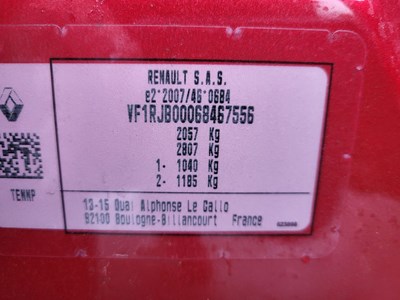 RENAULT S.A.S.
e2*2007/46*0684
VF1RJB00068467556
2057 Kg
2807 Kg
1- 1040 Kg
2- 1185 Kg
TENNP
13-15 Quai Alphonse Le Gallo
92100 Boulogne-Billancourt France